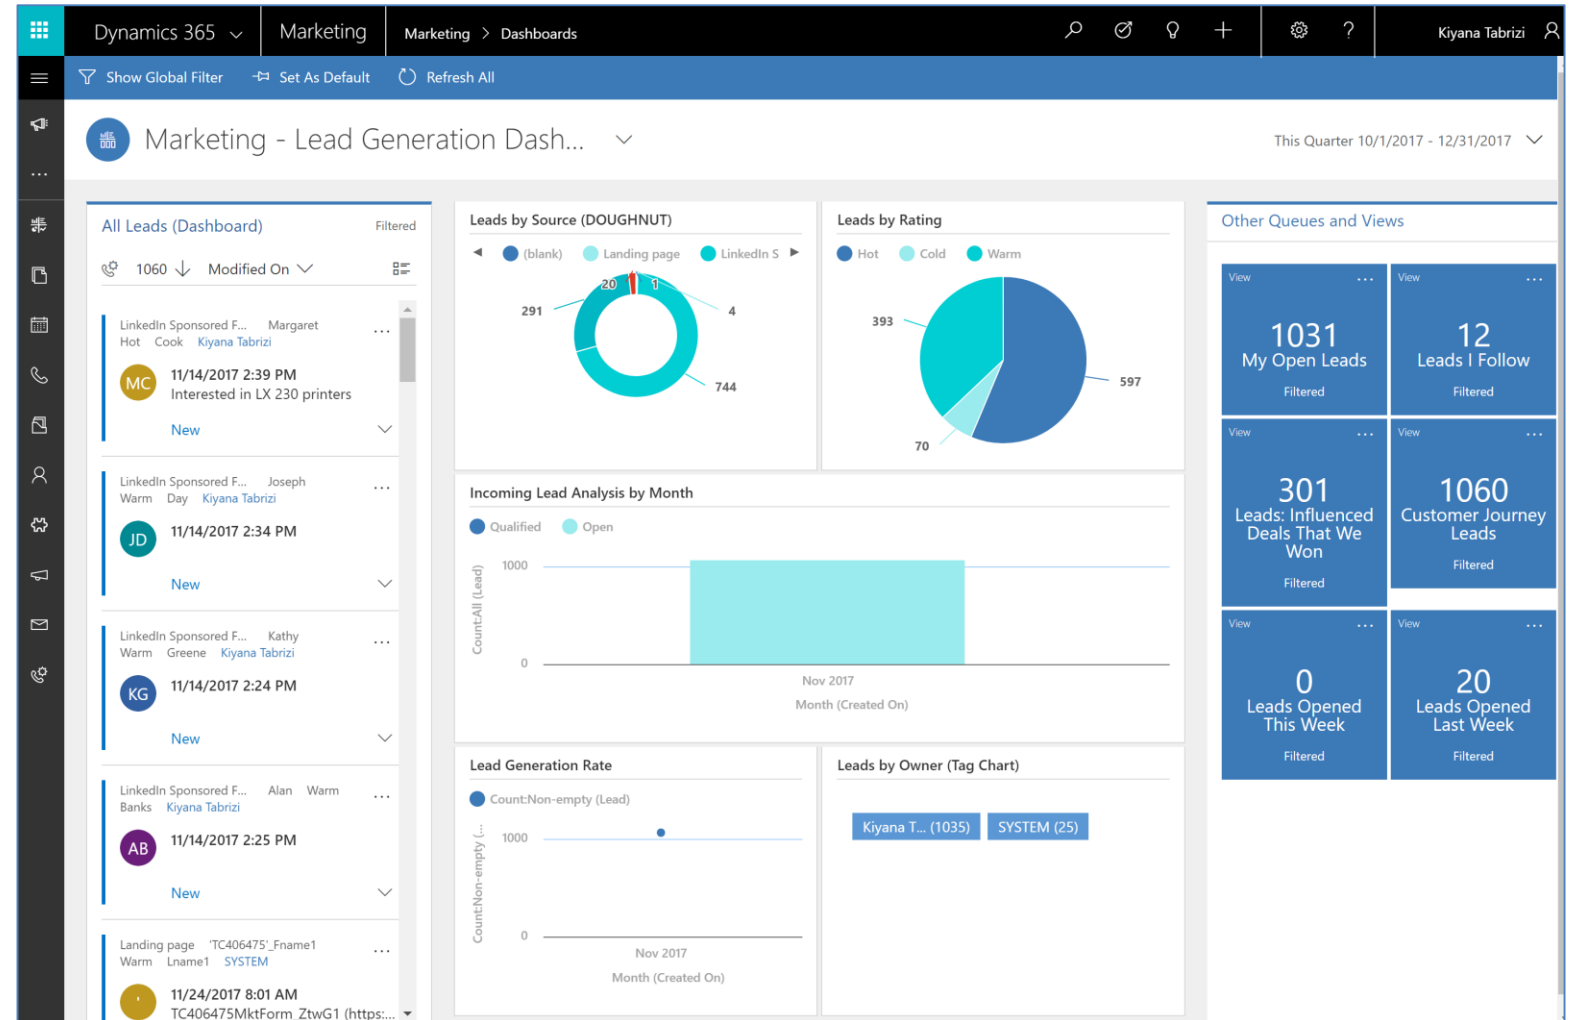 Dynamics 365
Marketing
Marketing > Dashboards
Kiyana Tabrizi
Show Global Filter
Set As Default
Refresh All
Marketing - Lead Generation Dash...
This Quarter 10/1/2017 - 12/31/2017
All Leads (Dashboard)
Filtered
1060
Modified On
LinkedIn Sponsored F... Margaret
Hot Cook Kiyana Tabrizi
MC
11/14/2017 2:39 PM
Interested in LX 230 printers
New
LinkedIn Sponsored F... Joseph
Warm Day Kiyana Tabrizi
JD
11/14/2017 2:34 PM
New
LinkedIn Sponsored F... Kathy
Warm Greene Kiyana Tabrizi
KG
11/14/2017 2:24 PM
New
LinkedIn Sponsored F... Alan Warm
Banks Kiyana Tabrizi
AB
11/14/2017 2:25 PM
New
Landing page 'TC406475'_Fname1
Warm Lname1 SYSTEM
'
11/24/2017 8:01 AM
TC406475MktForm_ZtwG1 (https:...
Leads by Source (DOUGHNUT)
(blank) Landing page LinkedIn S
20
1
291
4
744
Leads by Rating
Hot Cold Warm
393
597
70
Incoming Lead Analysis by Month
Qualified Open
1000
Count:All (Lead)
0
Nov 2017
Month (Created On)
Lead Generation Rate
Count:Non-empty (Lead)
1000
Count:Non-empty (...
0
Nov 2017
Month (Created On)
Leads by Owner (Tag Chart)
Kiyana T... (1035)
SYSTEM (25)
Other Queues and Views
View ...
1031
My Open Leads
Filtered
View ...
12
Leads I Follow
Filtered
View ...
301
Leads: Influenced
Deals That We
Won
Filtered
View ...
1060
Customer Journey
Leads
Filtered
View ...
0
Leads Opened
This Week
Filtered
View ...
20
Leads Opened
Last Week
Filtered